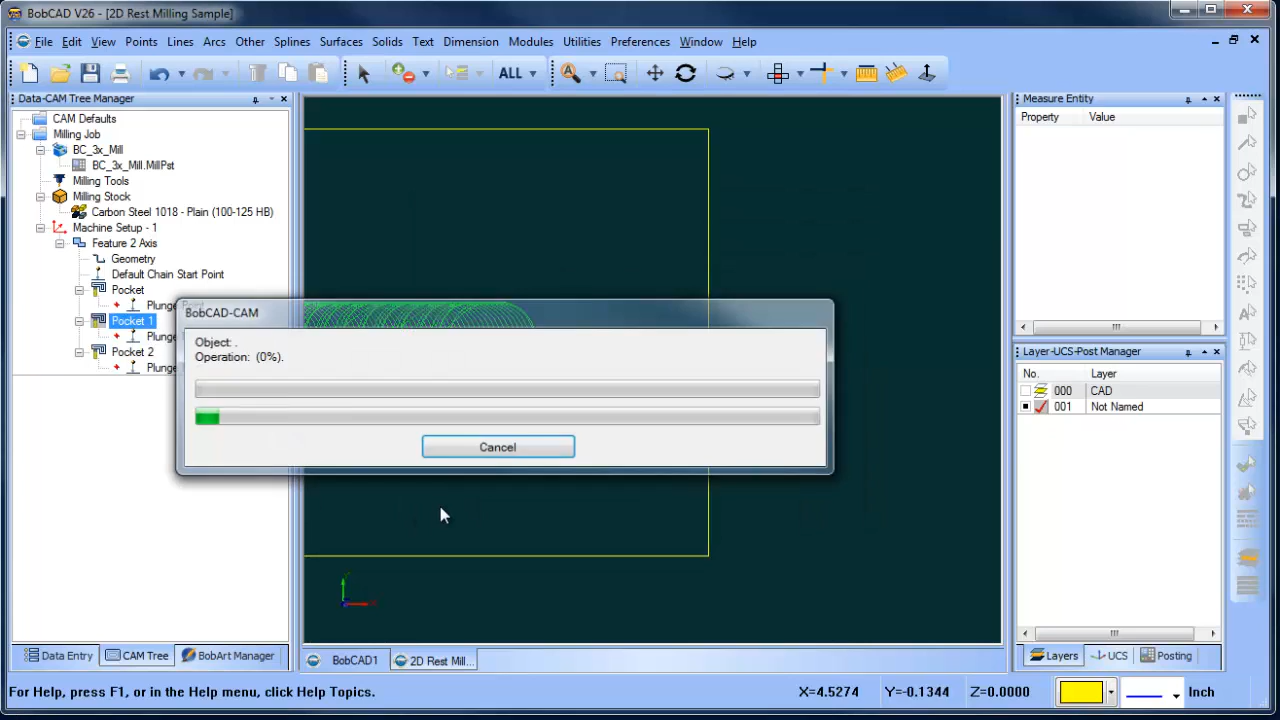 BobCAD V26 - [2D Rest Milling Sample]
File Edit View Points Lines Arcs Other Splines Surfaces Solids Text Dimension Modules Utilities Preferences Window Help
ALL
Data-CAM Tree Manager
CAM Defaults
Milling Job
BC_3x_Mill
BC_3x_Mill.MillPst
Milling Tools
Milling Stock
Carbon Steel 1018 - Plain (100-125 HB)
Machine Setup - 1
Feature 2 Axis
Geometry
Default Chain Start Point
Pocket
Plunge Point
Pocket 1
Plunge
Pocket 2
Plunge
BobCAD-CAM
Object: .
Operation: (0%).
Cancel
Measure Entity
Property Value
Layer-UCS-Post Manager
No. Layer
000 CAD
001 Not Named
Data Entry CAM Tree BobArt Manager
BobCAD1 2D Rest Mill...
Layers UCS Posting
For Help, press F1, or in the Help menu, click Help Topics.
X=4.5274 Y=-0.1344 Z=0.0000 Inch